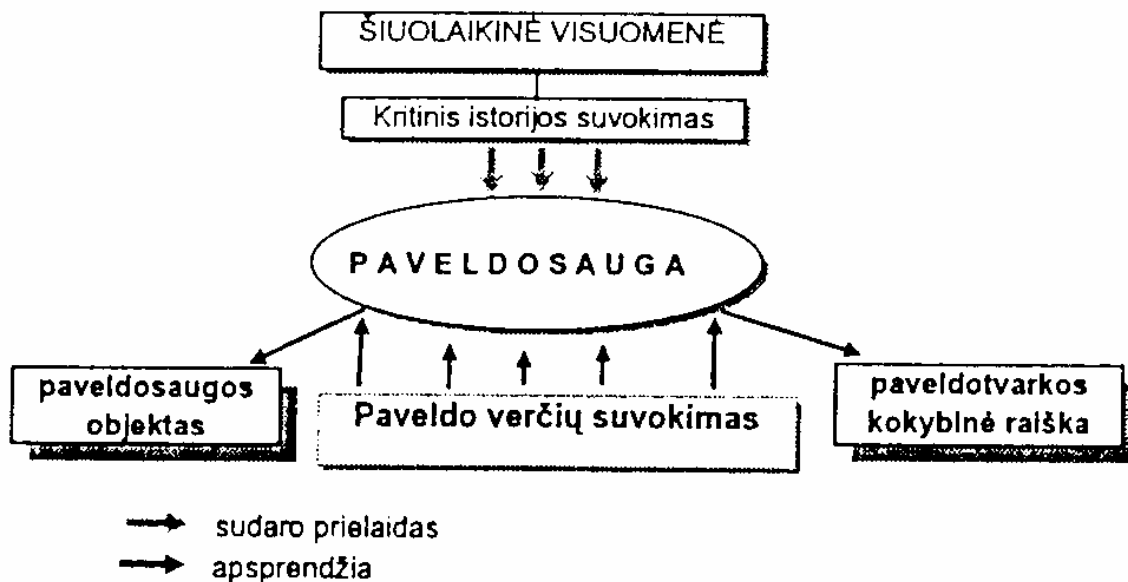 ŠIUOLAIKINĖ VISUOMENĖ
Kritinis istorijos suvokimas
PAVELDOSAUGA
paveldosaugos
objektas
Paveldo verčių suvokimas
paveldotvarkos
kokybinė raiška
sudaro prielaidas
apsprendžia